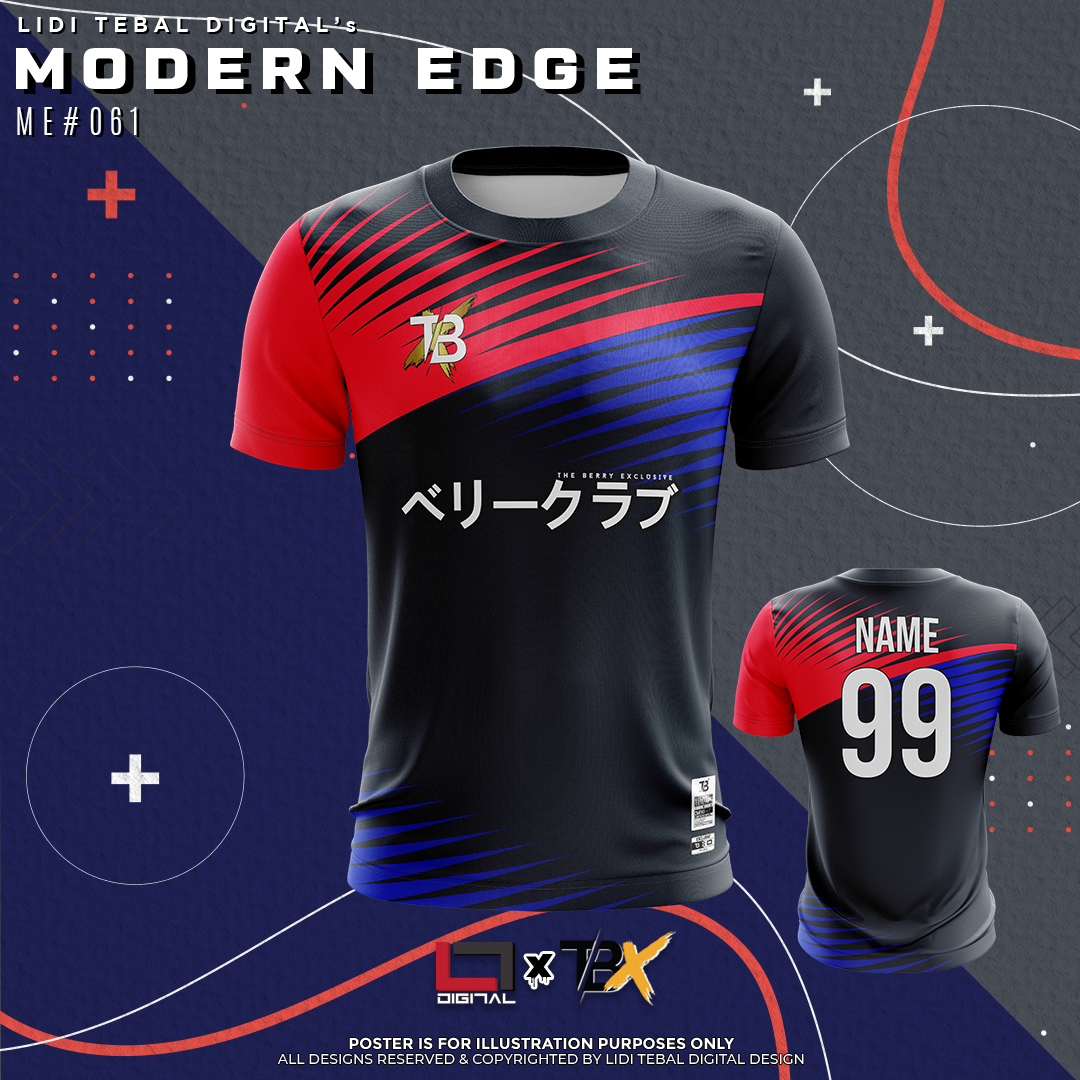 LIDI TEBAL DIGITAL's
MODERN EDGE
ME#061
TB
THE BERRY EXCLUSIVE
ベリークラブ
TB
NAME
99
DIGITAL
x
TBX
POSTER IS FOR ILLUSTRATION PURPOSES ONLY
ALL DESIGNS RESERVED & COPYRIGHTED BY LIDI TEBAL DIGITAL DESIGN